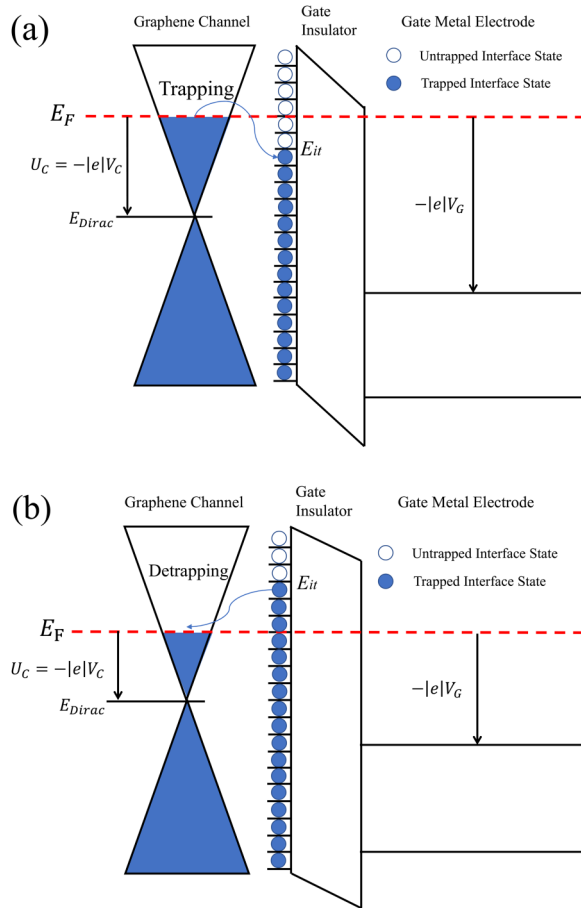 (a)
Graphene Channel
Gate
Insulator
Gate Metal Electrode
Untrapped Interface State
Trapped Interface State
Trapping
E_F
E_it
U_C = −|e|V_C
−|e|V_G
E_Dirac
(b)
Graphene Channel
Gate
Insulator
Gate Metal Electrode
Untrapped Interface State
Trapped Interface State
Detrapping
E_it
E_F
U_C = −|e|V_C
−|e|V_G
E_Dirac